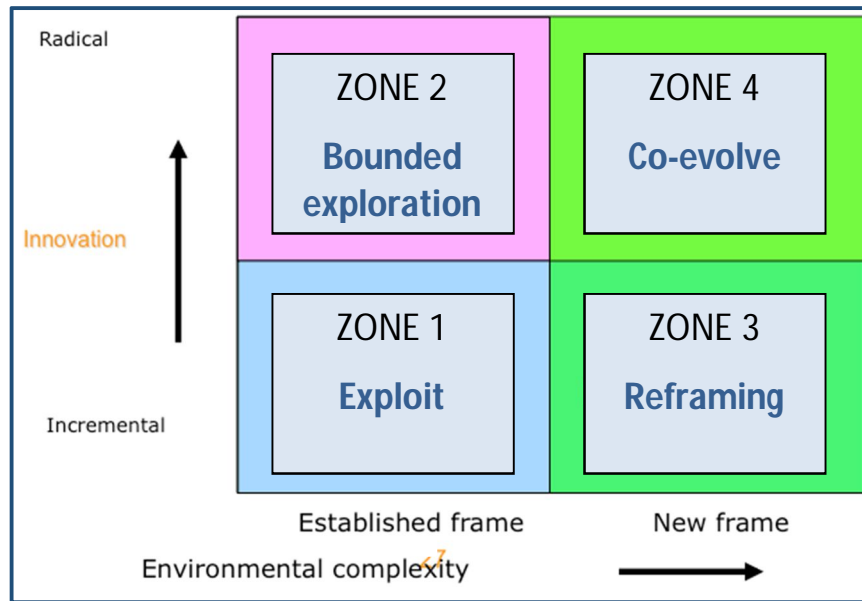 Radical
ZONE 2
Bounded
exploration
ZONE 4
Co-evolve
Innovation
ZONE 1
Exploit
ZONE 3
Reframing
Incremental
Established frame
New frame
Environmental complexity